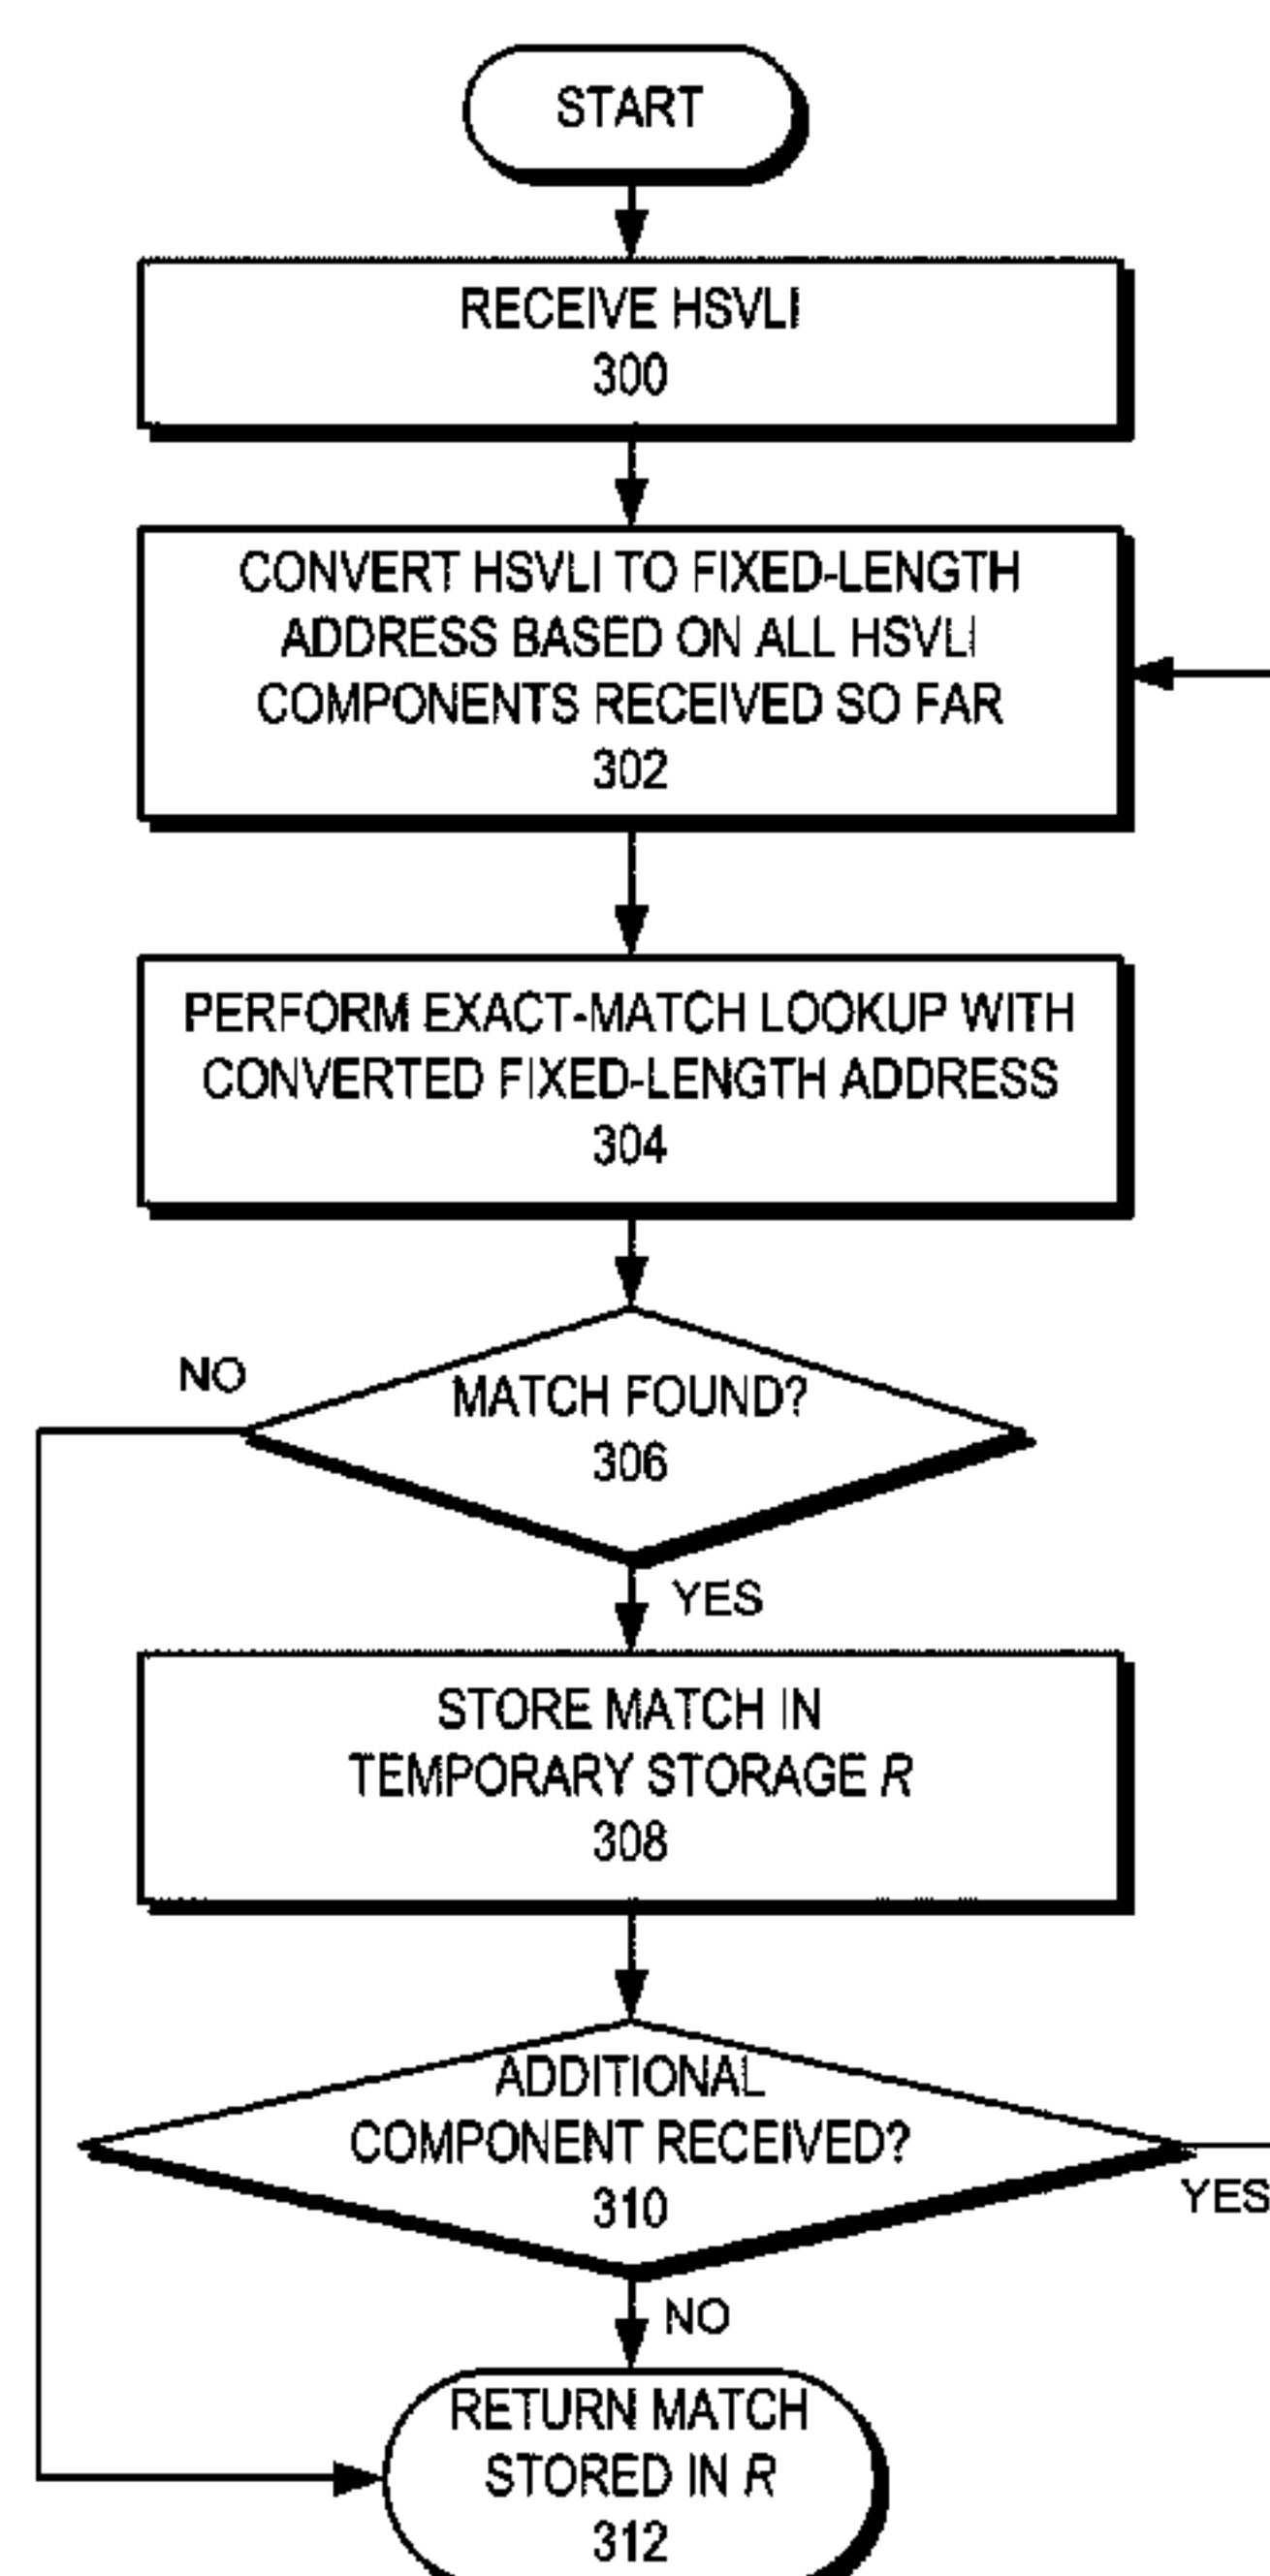 START
RECEIVE HSVLI
300
CONVERT HSVLI TO FIXED-LENGTH
ADDRESS BASED ON ALL HSVLI
COMPONENTS RECEIVED SO FAR
302
PERFORM EXACT-MATCH LOOKUP WITH
CONVERTED FIXED-LENGTH ADDRESS
304
NO
MATCH FOUND?
306
YES
STORE MATCH IN
TEMPORARY STORAGE R
308
ADDITIONAL
COMPONENT RECEIVED?
310
YES
NO
RETURN MATCH
STORED IN R
312